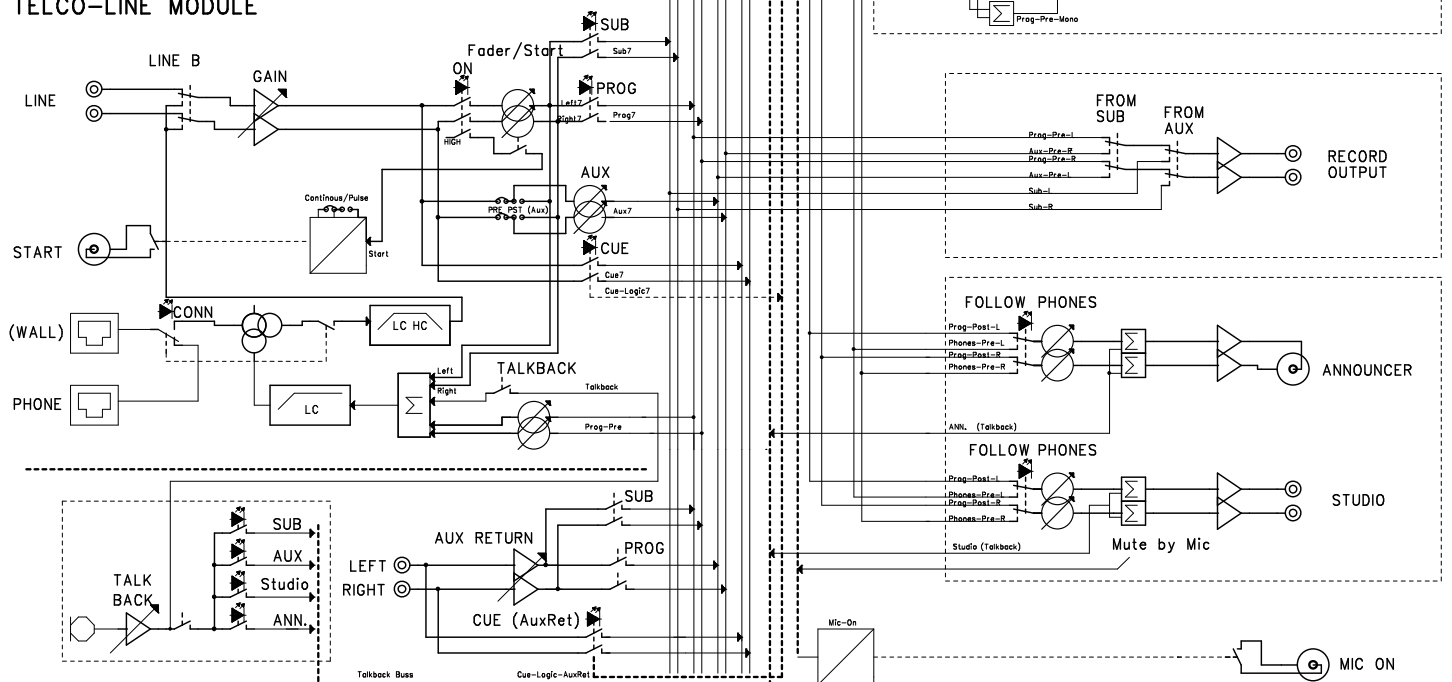 TELCO-LINE MODULE
Prog-Pre-Mono
SUB
Sub7
Fader/Start
LINE B
ON
GAIN
PROG
LINE
Left7
Right7
Prog7
HIGH
AUX
Continous/Pulse
PRE PST (Aux)
Aux7
START
Start
CUE
Cue7
Cue-Logic7
FROM
SUB
FROM
AUX
Prog-Pre-L
Aux-Pre-R
Prog-Pre-R
Aux-Pre-L
Sub-L
Sub-R
RECORD
OUTPUT
(WALL)
CONN
LC HC
PHONE
LC
Left
Right
Σ
TALKBACK
Talkback
Prog-Pre
FOLLOW PHONES
Prog-Post-L
Phones-Pre-L
Prog-Post-R
Phones-Pre-R
Σ
Σ
ANNOUNCER
ANN. (Talkback)
FOLLOW PHONES
Prog-Post-L
Phones-Pre-L
Prog-Post-R
Phones-Pre-R
Σ
Σ
STUDIO
Studio (Talkback)
Mute by Mic
SUB
AUX
Studio
ANN.
TALK
BACK
AUX RETURN
SUB
PROG
LEFT
RIGHT
CUE (AuxRet)
Talkback Buss
Cue-Logic-AuxRet
Mic-On
MIC ON